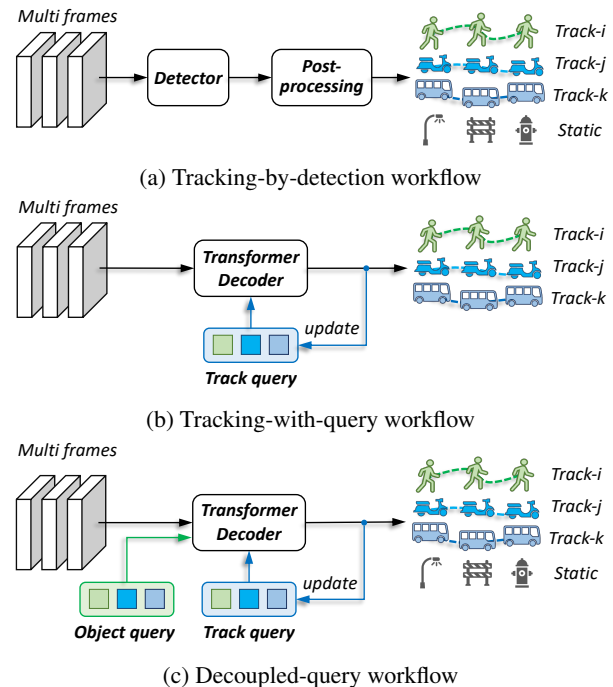 Multi frames
Detector
Post-
processing
Track-i
Track-j
Track-k
Static
(a) Tracking-by-detection workflow
Multi frames
Transformer
Decoder
update
Track query
Track-i
Track-j
Track-k
(b) Tracking-with-query workflow
Multi frames
Transformer
Decoder
update
Object query
Track query
Track-i
Track-j
Track-k
Static
(c) Decoupled-query workflow